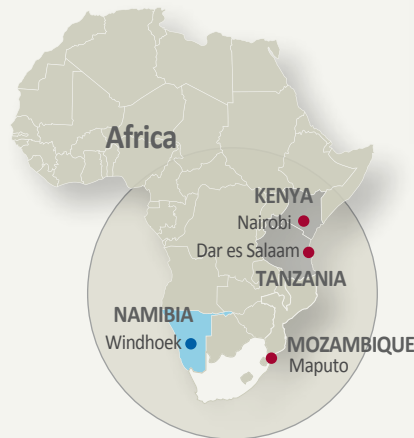 Africa
KENYA
Nairobi
Dar es Salaam
TANZANIA
NAMIBIA
Windhoek
MOZAMBIQUE
Maputo